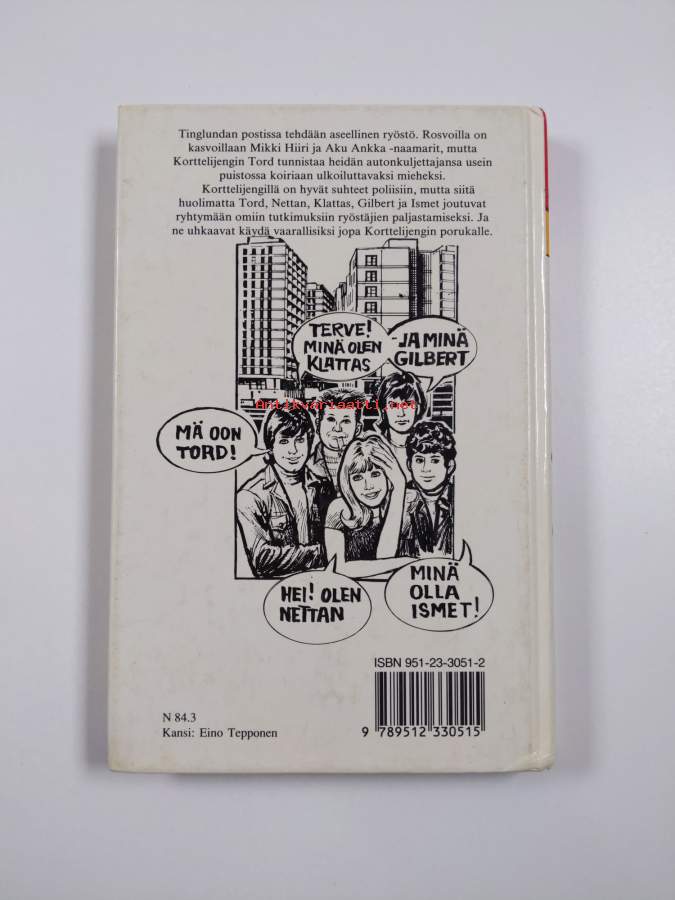 Tinglundan postissa tehdään aseellinen ryöstö. Rosvoilla on
kasvoillaan Mikki Hiiri ja Aku Ankka -naamarit, mutta
Korttelijengin Tord tunnistaa heidän autonkuljettajansa usein
puistossa koiriaan ulkoiluttavaksi mieheksi.
Korttelijengillä on hyvät suhteet poliisiin, mutta siitä
huolimatta Tord, Nettan, Klattas, Gilbert ja Ismet joutuvat
ryhtymään omiin tutkimuksiin ryöstäjien paljastamiseksi. Ja
ne uhkaavat käydä vaarallisiksi jopa Korttelijengin porukalle.
TERVE!
MINÄ OLEN
KLATTAS
-JA MINÄ
GILBERT
Antikvariaatti.net
MÄ OON
TORD!
HEI! OLEN
NETTAN
MINÄ
OLLA
ISMET!
ISBN 951-23-3051-2
N 84.3
Kansi: Eino Tepponen
9 789512 330515